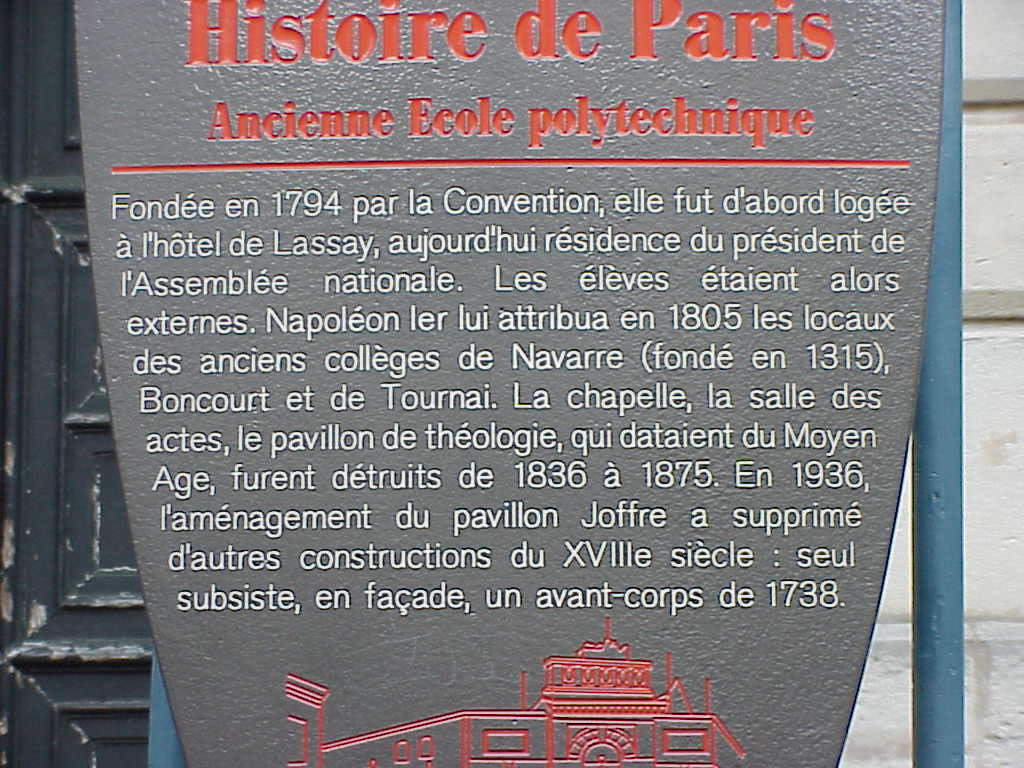 Histoire de Paris
Ancienne Ecole polytechnique
Fondée en 1794 par la Convention, elle fut d'abord logée
à l'hôtel de Lassay, aujourd'hui résidence du président de
l'Assemblée nationale. Les élèves étaient alors
externes. Napoléon Ier lui attribua en 1805 les locaux
des anciens collèges de Navarre (fondé en 1315),
Boncourt et de Tournai. La chapelle, la salle des
actes, le pavillon de théologie, qui dataient du Moyen
Age, furent détruits de 1836 à 1875. En 1936,
l'aménagement du pavillon Joffre a supprimé
d'autres constructions du XVIIIe siècle : seul
subsiste, en façade, un avant-corps de 1738.